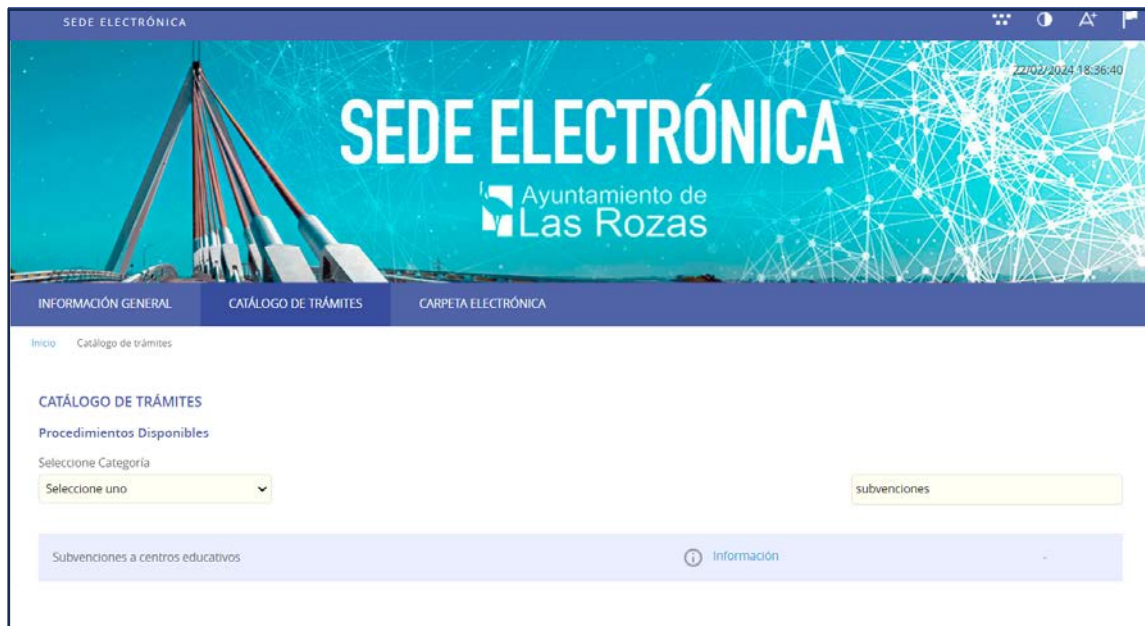 SEDE ELECTRÓNICA
A+
22/02/2024 18:36:40
SEDE ELECTRÓNICA
Ayuntamiento de
Las Rozas
INFORMACIÓN GENERAL CATÁLOGO DE TRÁMITES CARPETA ELECTRÓNICA
Inicio Catálogo de trámites
CATÁLOGO DE TRÁMITES
Procedimientos Disponibles
Seleccione Categoría
Seleccione uno subvenciones
Subvenciones a centros educativos Información -